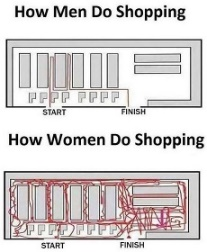 How Men Do Shopping
START FINISH
How Women Do Shopping
START FINISH